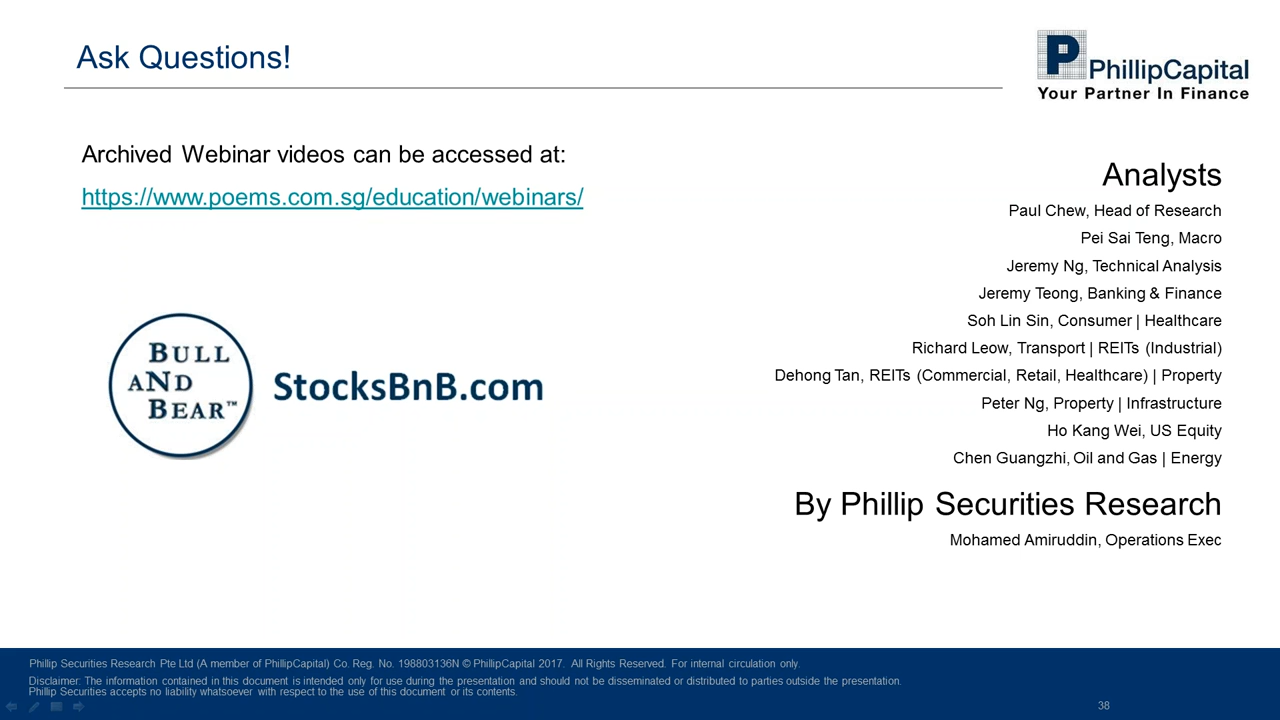 Ask Questions!
P
PhillipCapital
Your Partner In Finance
Archived Webinar videos can be accessed at:
https://www.poems.com.sg/education/webinars/
BULL
AND
BEAR™
StocksBnB.com
Analysts
Paul Chew, Head of Research
Pei Sai Teng, Macro
Jeremy Ng, Technical Analysis
Jeremy Teong, Banking & Finance
Soh Lin Sin, Consumer | Healthcare
Richard Leow, Transport | REITs (Industrial)
Dehong Tan, REITs (Commercial, Retail, Healthcare) | Property
Peter Ng, Property | Infrastructure
Ho Kang Wei, US Equity
Chen Guangzhi, Oil and Gas | Energy
By Phillip Securities Research
Mohamed Amiruddin, Operations Exec
Phillip Securities Research Pte Ltd (A member of PhillipCapital) Co. Reg. No. 198803136N © PhillipCapital 2017. All Rights Reserved. For internal circulation only.
Disclaimer: The information contained in this document is intended only for use during the presentation and should not be disseminated or distributed to parties outside the presentation.
Phillip Securities accepts no liability whatsoever with respect to the use of this document or its contents.
38